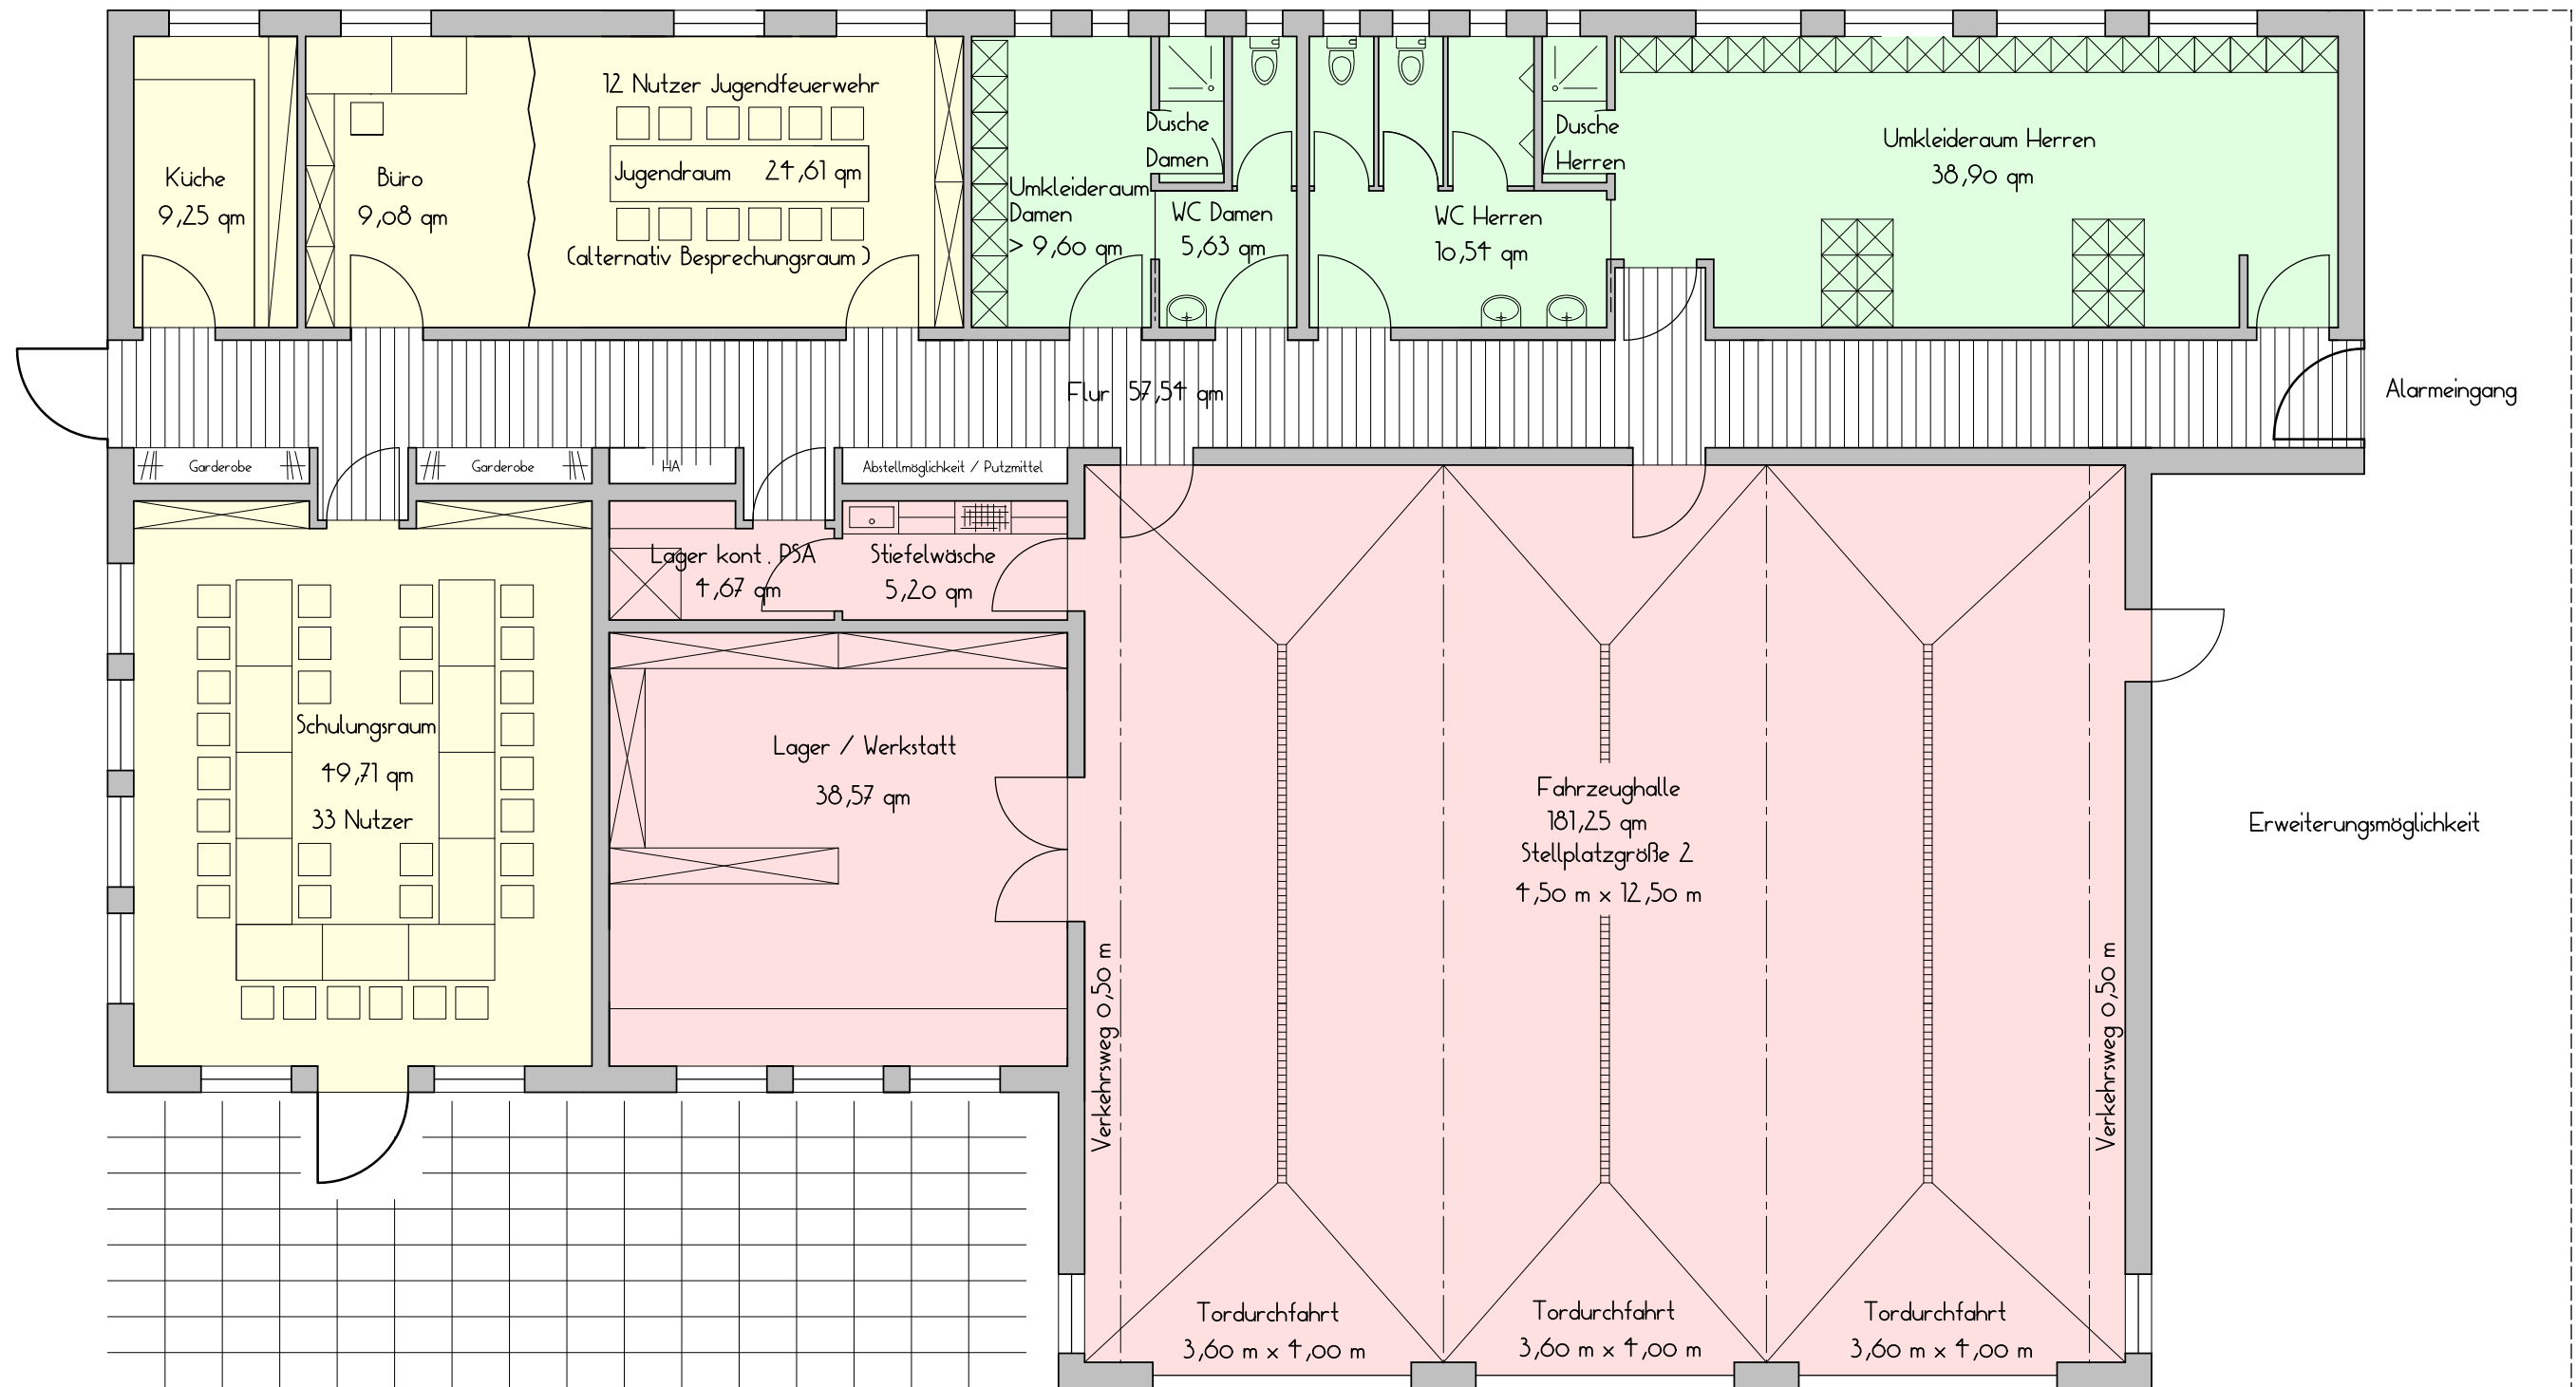 Küche
9,25 qm
Büro
9,08 qm
12 Nutzer Jugendfeuerwehr
Jugendraum 24,61 qm
(alternativ Besprechungsraum )
Umkleideraum
Damen
> 9,60 qm
Dusche
Damen
WC Damen
5,63 qm
WC Herren
10,54 qm
Dusche
Herren
Umkleideraum Herren
38,90 qm
Flur 57,54 qm
Alarmeingang
Garderobe
Garderobe
HA
Abstellmöglichkeit / Putzmittel
Lager kont. PSA
4,67 qm
Stiefelwäsche
5,20 qm
Schulungsraum
49,71 qm
33 Nutzer
Lager / Werkstatt
38,57 qm
Fahrzeughalle
181,25 qm
Stellplatzgröße 2
4,50 m x 12,50 m
Erweiterungsmöglichkeit
Verkehrsweg 0,50 m
Verkehrsweg 0,50 m
Tordurchfahrt
3,60 m x 4,00 m
Tordurchfahrt
3,60 m x 4,00 m
Tordurchfahrt
3,60 m x 4,00 m